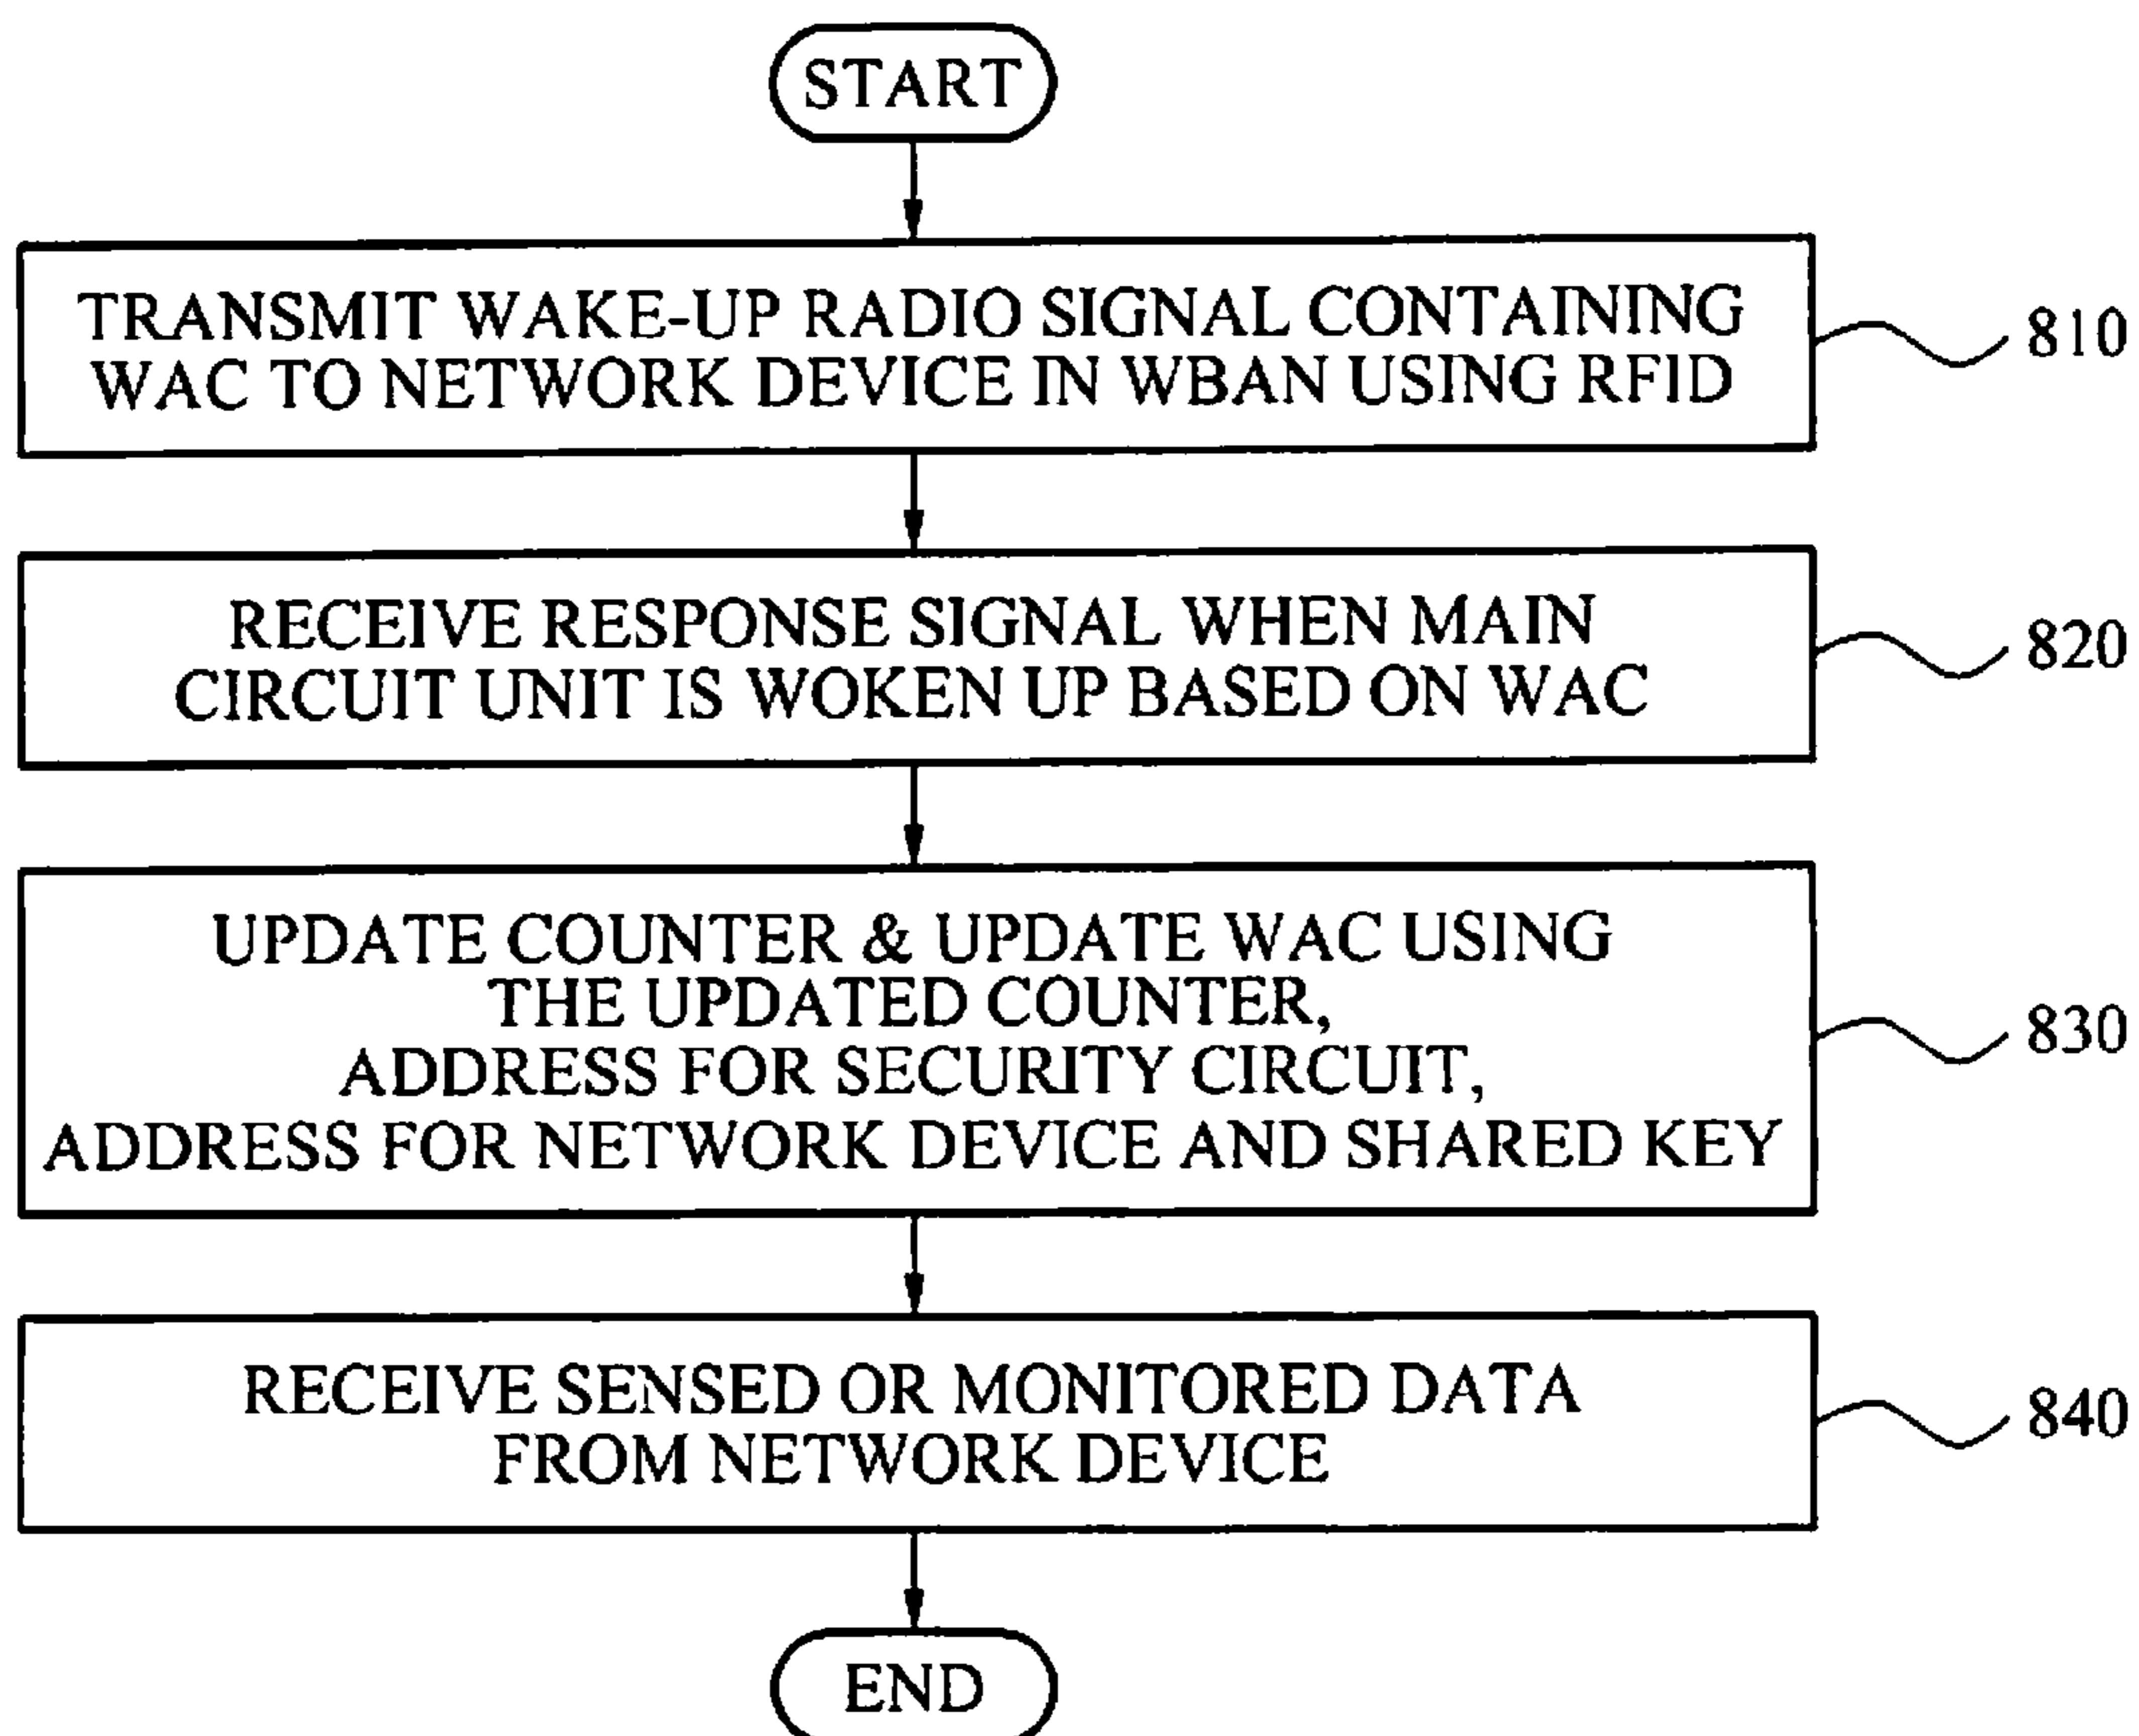 START
TRANSMIT WAKE-UP RADIO SIGNAL CONTAINING
WAC TO NETWORK DEVICE IN WBAN USING RFID
810
RECEIVE RESPONSE SIGNAL WHEN MAIN
CIRCUIT UNIT IS WOKEN UP BASED ON WAC
820
UPDATE COUNTER & UPDATE WAC USING
THE UPDATED COUNTER,
ADDRESS FOR SECURITY CIRCUIT,
ADDRESS FOR NETWORK DEVICE AND SHARED KEY
830
RECEIVE SENSED OR MONITORED DATA
FROM NETWORK DEVICE
840
END